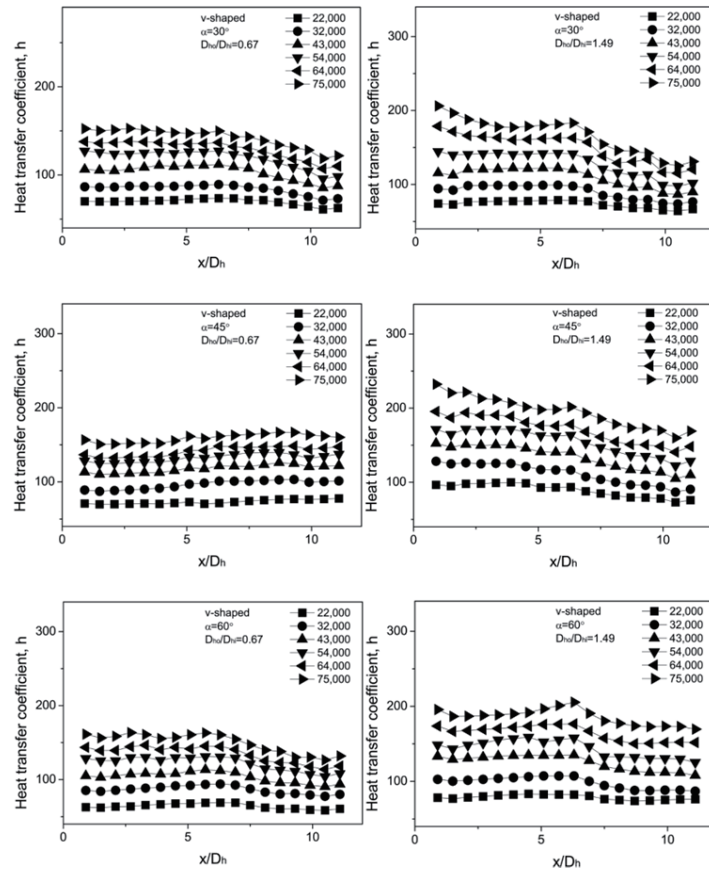 v-shaped
α=30°
Dho/Dhi=0.67
22,000
32,000
43,000
54,000
64,000
75,000
200
100
0
5
10
Heat transfer coefficient, h
x/Dh
v-shaped
α=30°
Dho/Dhi=1.49
22,000
32,000
43,000
54,000
64,000
75,000
300
200
100
0
5
10
Heat transfer coefficient, h
x/Dh
v-shaped
α=45°
Dho/Dhi=0.67
22,000
32,000
43,000
54,000
64,000
75,000
300
200
100
0
5
10
Heat transfer coefficient, h
x/Dh
v-shaped
α=45°
Dho/Dhi=1.49
22,000
32,000
43,000
54,000
64,000
75,000
300
200
100
0
5
10
Heat transfer coefficient, h
x/Dh
v-shaped
α=60°
Dho/Dhi=0.67
22,000
32,000
43,000
54,000
64,000
75,000
300
200
100
0
5
10
Heat transfer coefficient, h
x/Dh
v-shaped
α=60°
Dho/Dhi=1.49
22,000
32,000
43,000
54,000
64,000
75,000
300
200
100
0
5
10
Heat transfer coefficient, h
x/Dh